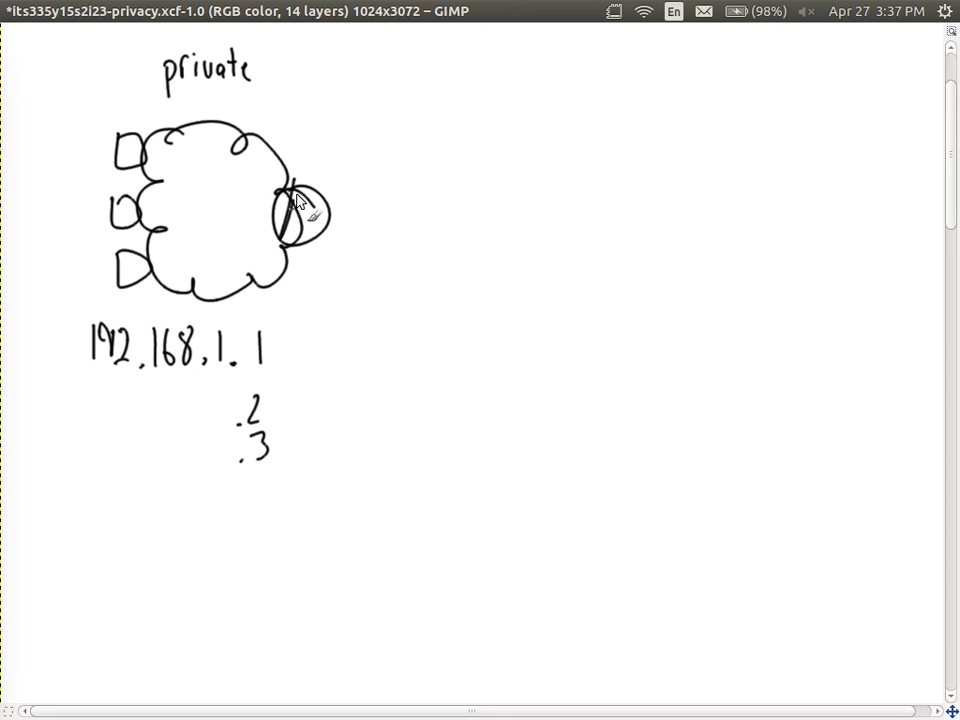 *its335y15s2i23-privacy.xcf-1.0 (RGB color, 14 layers) 1024x3072 – GIMP
En (98%) Apr 27 3:37 PM
private
192.168.1.1
.2
.3